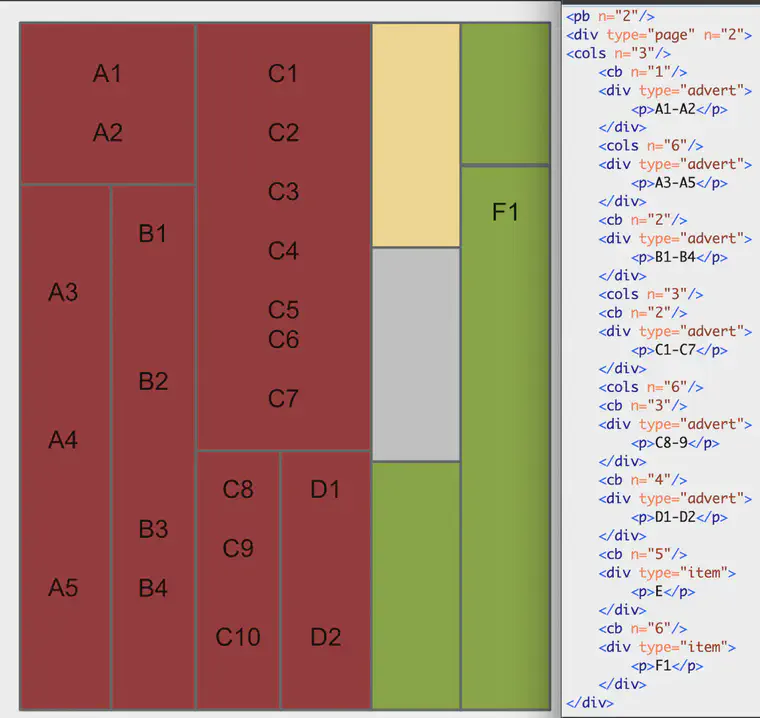 A1
A2
A3
A4
A5
B1
B2
B3
B4
C1
C2
C3
C4
C5
C6
C7
C8
C9
C10
D1
D2
F1
<pb n="2"/>
<div type="page" n="2">
<cols n="3"/>
<cb n="1"/>
<div type="advert">
<p>A1-A2</p>
</div>
<cols n="6"/>
<div type="advert">
<p>A3-A5</p>
</div>
<cb n="2"/>
<div type="advert">
<p>B1-B4</p>
</div>
<cols n="3"/>
<cb n="2"/>
<div type="advert">
<p>C1-C7</p>
</div>
<cols n="6"/>
<cb n="3"/>
<div type="advert">
<p>C8-9</p>
</div>
<cb n="4"/>
<div type="advert">
<p>D1-D2</p>
</div>
<cb n="5"/>
<div type="item">
<p>E</p>
</div>
<cb n="6"/>
<div type="item">
<p>F1</p>
</div>
</div>